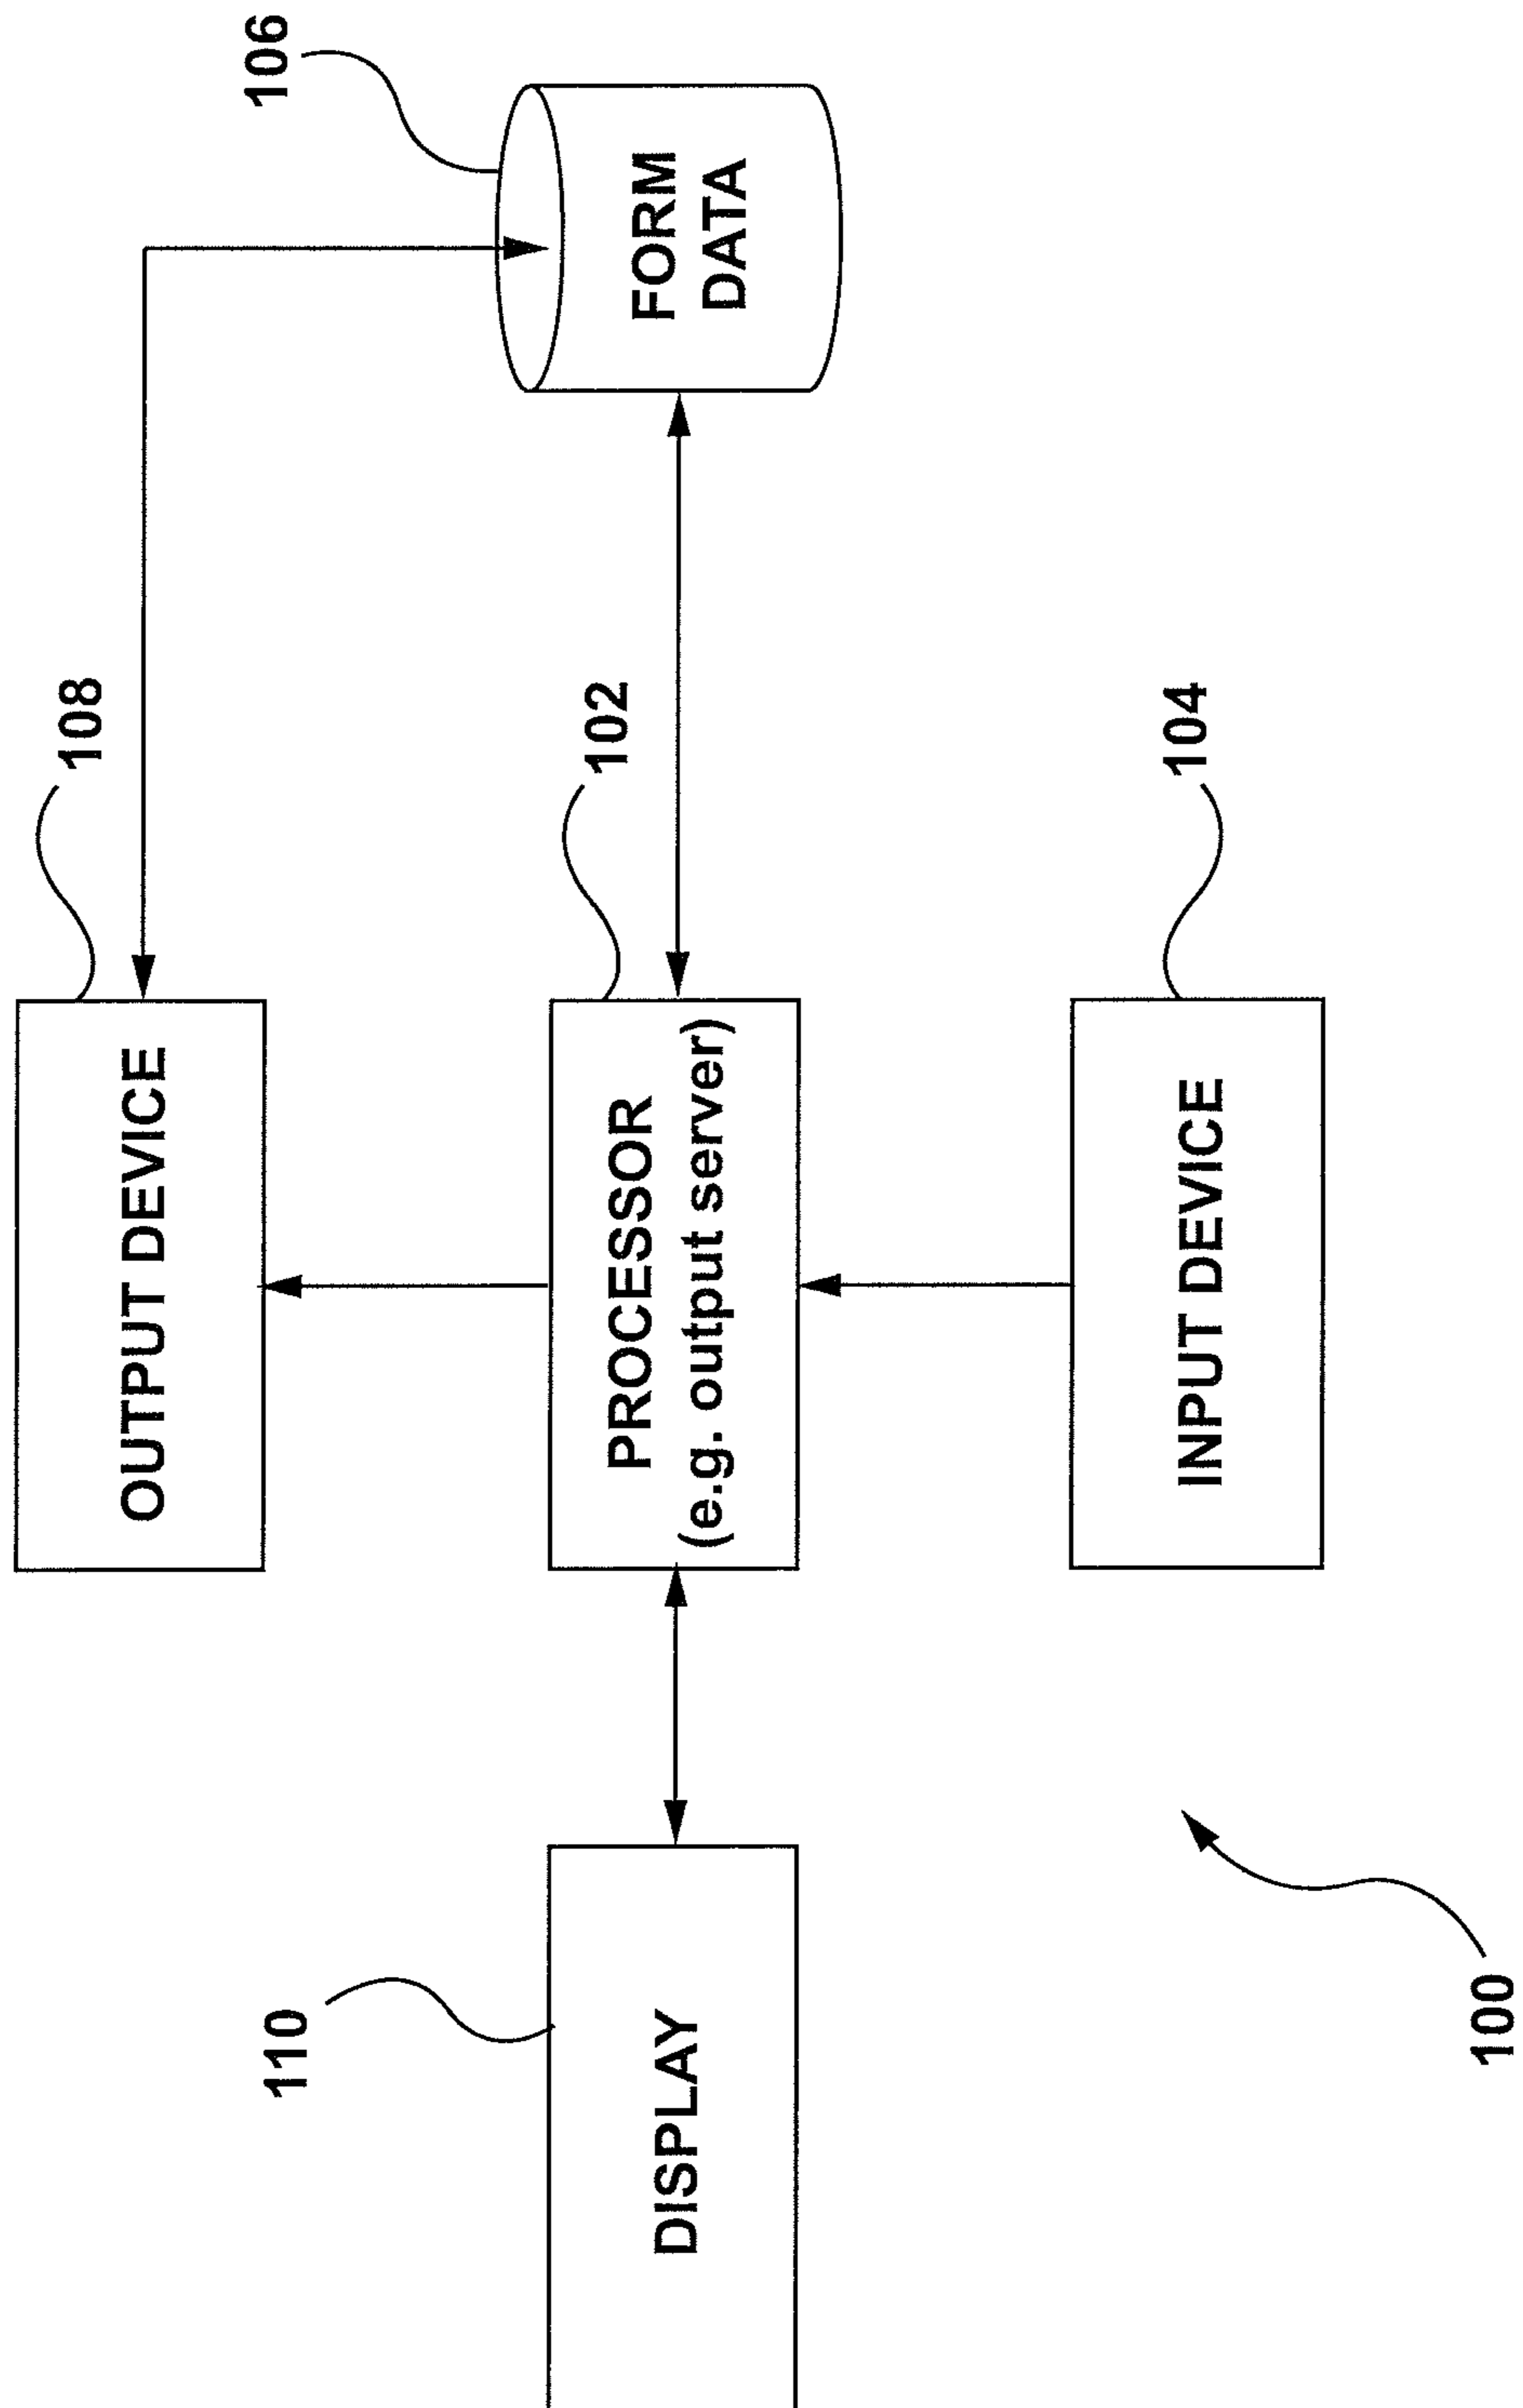 106
FORM
DATA
108
102
104
OUTPUT DEVICE
PROCESSOR
(e.g. output server)
INPUT DEVICE
110
DISPLAY
100